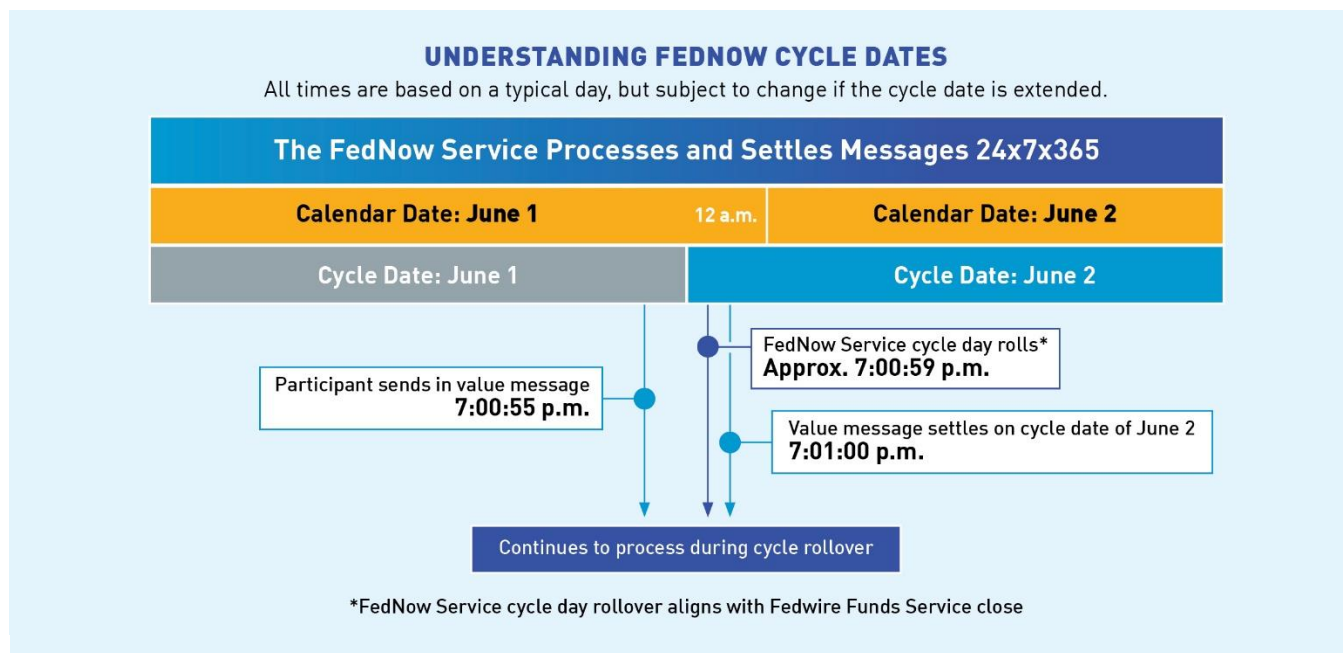 UNDERSTANDING FEDNOW CYCLE DATES
All times are based on a typical day, but subject to change if the cycle date is extended.
The FedNow Service Processes and Settles Messages 24x7x365
Calendar Date: June 1
12 a.m.
Calendar Date: June 2
Cycle Date: June 1
Cycle Date: June 2
FedNow Service cycle day rolls*
Approx. 7:00:59 p.m.
Participant sends in value message
7:00:55 p.m.
Value message settles on cycle date of June 2
7:01:00 p.m.
Continues to process during cycle rollover
*FedNow Service cycle day rollover aligns with Fedwire Funds Service close